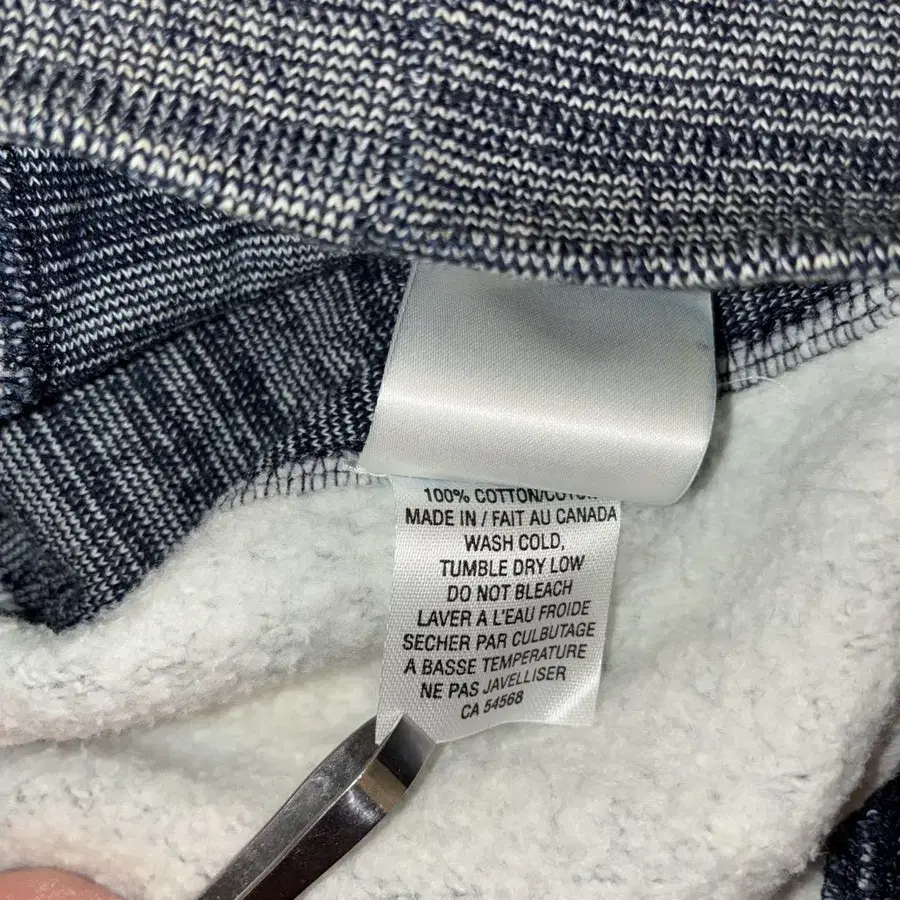 100% COTTON/
MADE IN / FAIT AU CANADA
WASH COLD,
TUMBLE DRY LOW
DO NOT BLEACH
LAVER A L'EAU FROIDE
SECHER PAR CULBUTAGE
A BASSE TEMPERATURE
NE PAS JAVELLISER
CA 54568